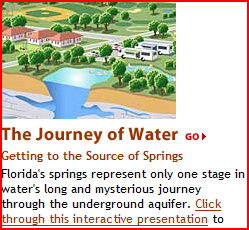 The Journey of Water GO
Getting to the Source of Springs
Florida's springs represent only one stage in
water's long and mysterious journey
through the underground aquifer. Click
through this interactive presentation to